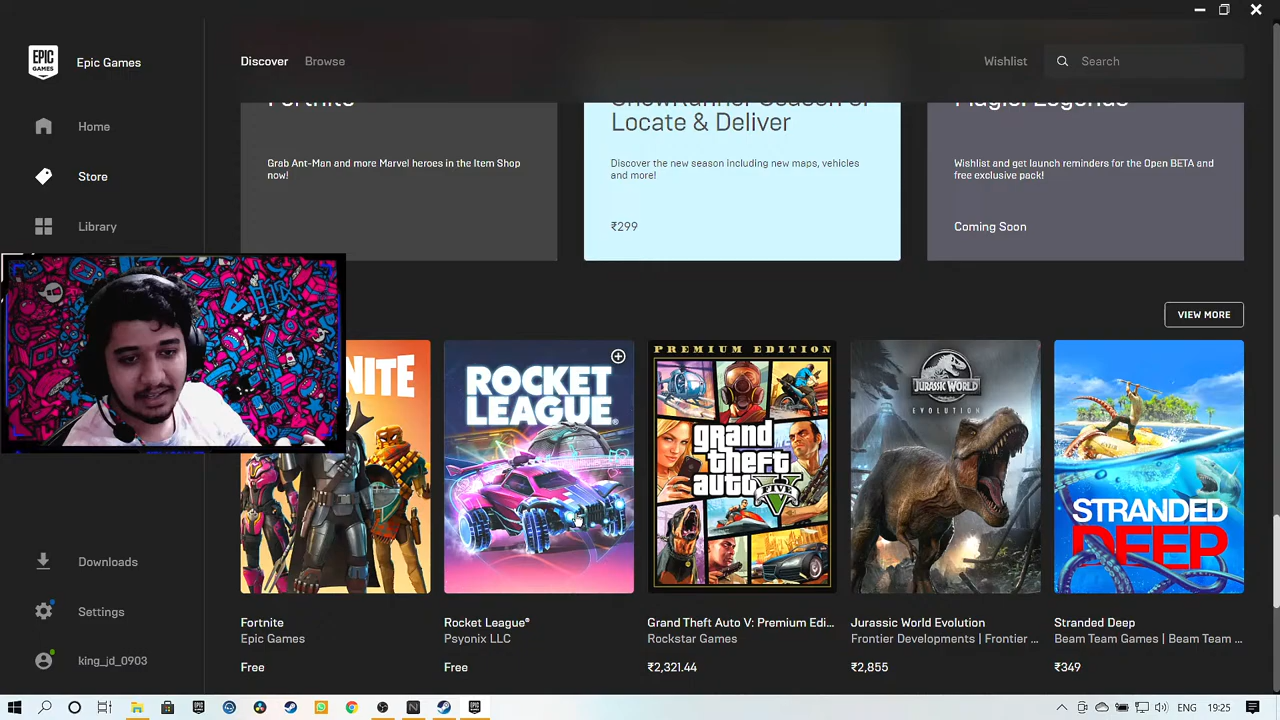 EPIC
GAMES
Epic Games
Discover
Browse
Wishlist
Search
Home
Store
Library
Fortnite
Grab Ant-Man and more Marvel heroes in the Item Shop
now!
Locate & Deliver
Discover the new season including new maps, vehicles
and more!
₹299
Magic: Legends
Wishlist and get launch reminders for the Open BETA and
free exclusive pack!
Coming Soon
VIEW MORE
NITE
ROCKET
LEAGUE
PREMIUM EDITION
grand
theft
auto
FIVE
JURASSIC WORLD
EVOLUTION
STRANDED
DEEP
Fortnite
Epic Games
Free
Rocket League®
Psyonix LLC
Free
Grand Theft Auto V: Premium Edi...
Rockstar Games
₹2,321.44
Jurassic World Evolution
Frontier Developments | Frontier ...
₹2,855
Stranded Deep
Beam Team Games | Beam Team ...
₹349
Downloads
Settings
king_jd_0903
ENG
19:25